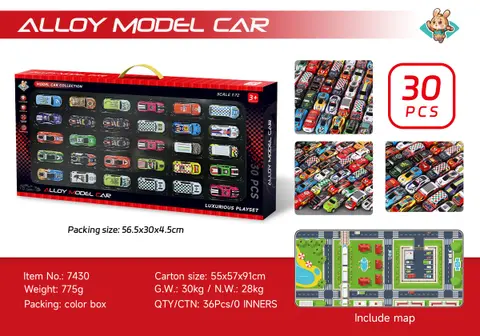 ALLOY MODEL CAR
MODEL CAR COLLECTION
SCALE 1:72
3+
30 PCS
ALLOY MODEL CAR
LUXURIOUS PLAYSET
30
PCS
Packing size: 56.5x30x4.5cm
Item No.: 7430
Weight: 775g
Packing: color box
Carton size: 55x57x91cm
G.W.: 30kg / N.W.: 28kg
QTY/CTN: 36Pcs/0 INNERS
Include map